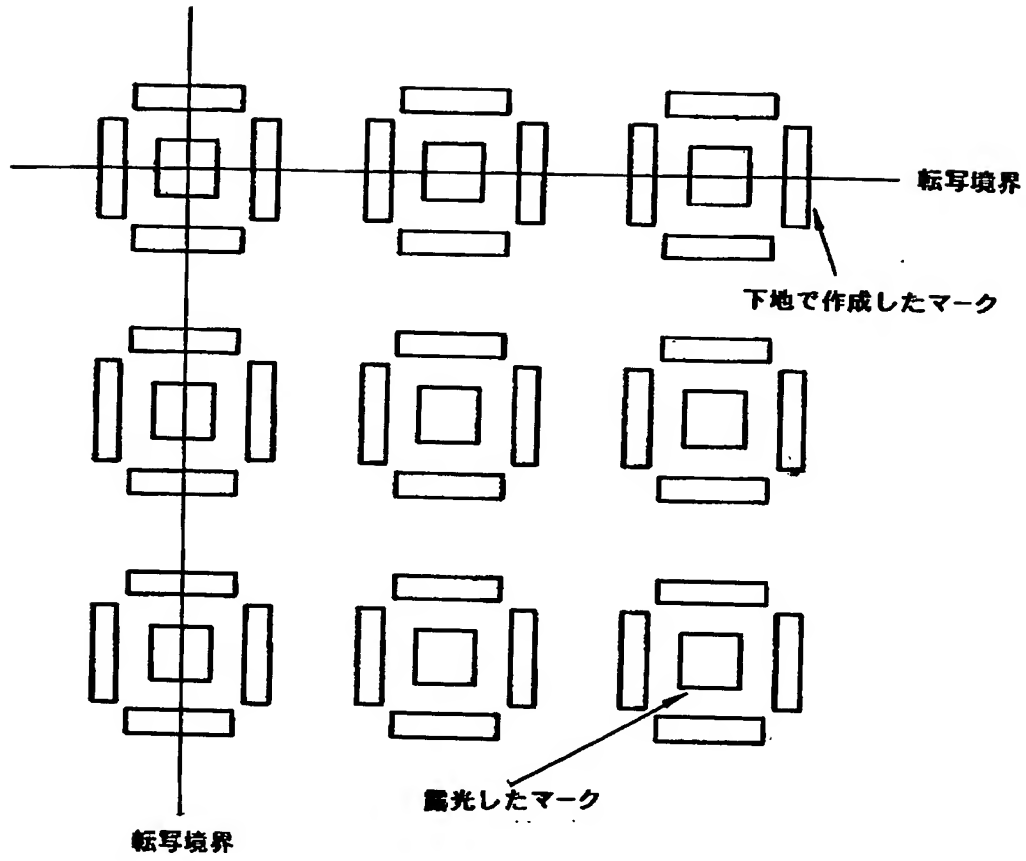 転写境界
下地で作成したマーク
露光したマーク
転写境界